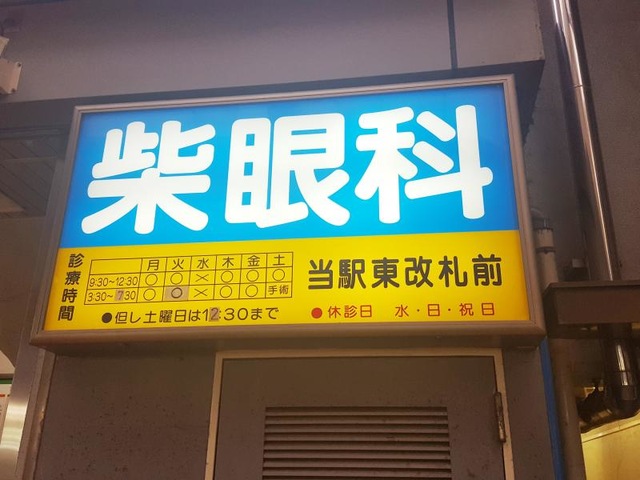 柴眼科
診療時間
月 火 水 木 金 土
9:30~12:30 ○ ○ × ○ ○ ○
3:30~7:30 ○ ○ × ○ ○ 手術
●但し土曜日は12:30まで
当駅東改札前
●休診日 水・日・祝日